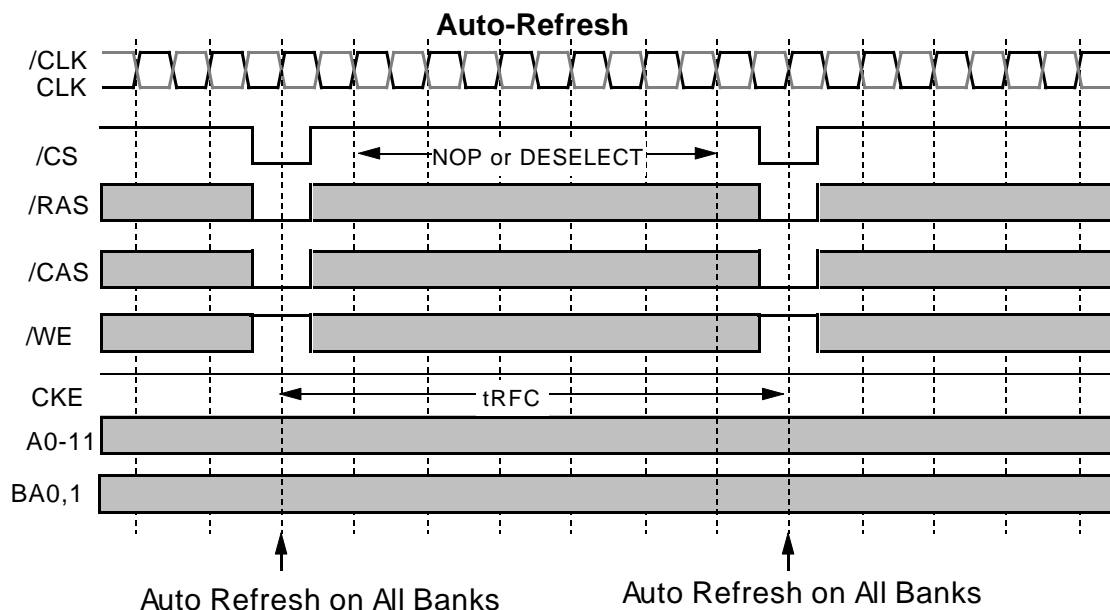 Auto-Refresh
/CLK
CLK
/CS
NOP or DESELECT
/RAS
/CAS
/WE
CKE
tRFC
A0-11
BA0,1
Auto Refresh on All Banks
Auto Refresh on All Banks